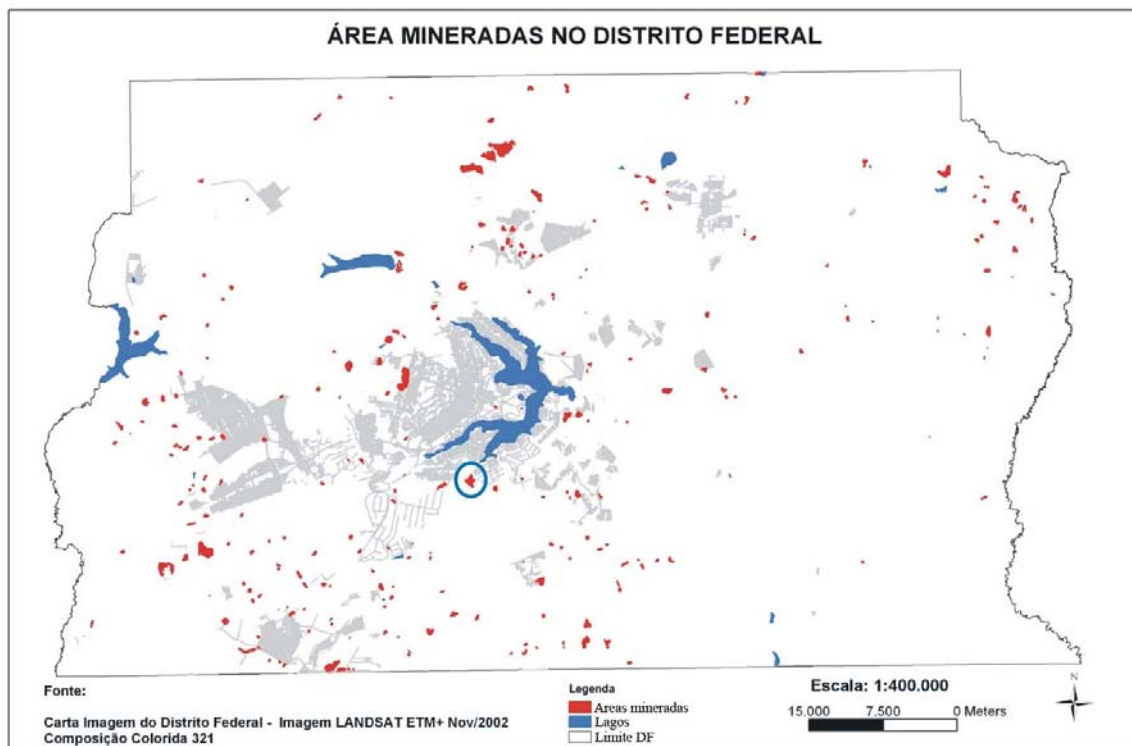 ÁREA MINERADAS NO DISTRITO FEDERAL
Fonte:
Carta Imagem do Distrito Federal - Imagem LANDSAT ETM+ Nov/2002
Composição Colorida 321
Legenda
Areas mineradas
Lagos
Limite DF
Escala: 1:400.000
15.000 7.500 0 Meters
N